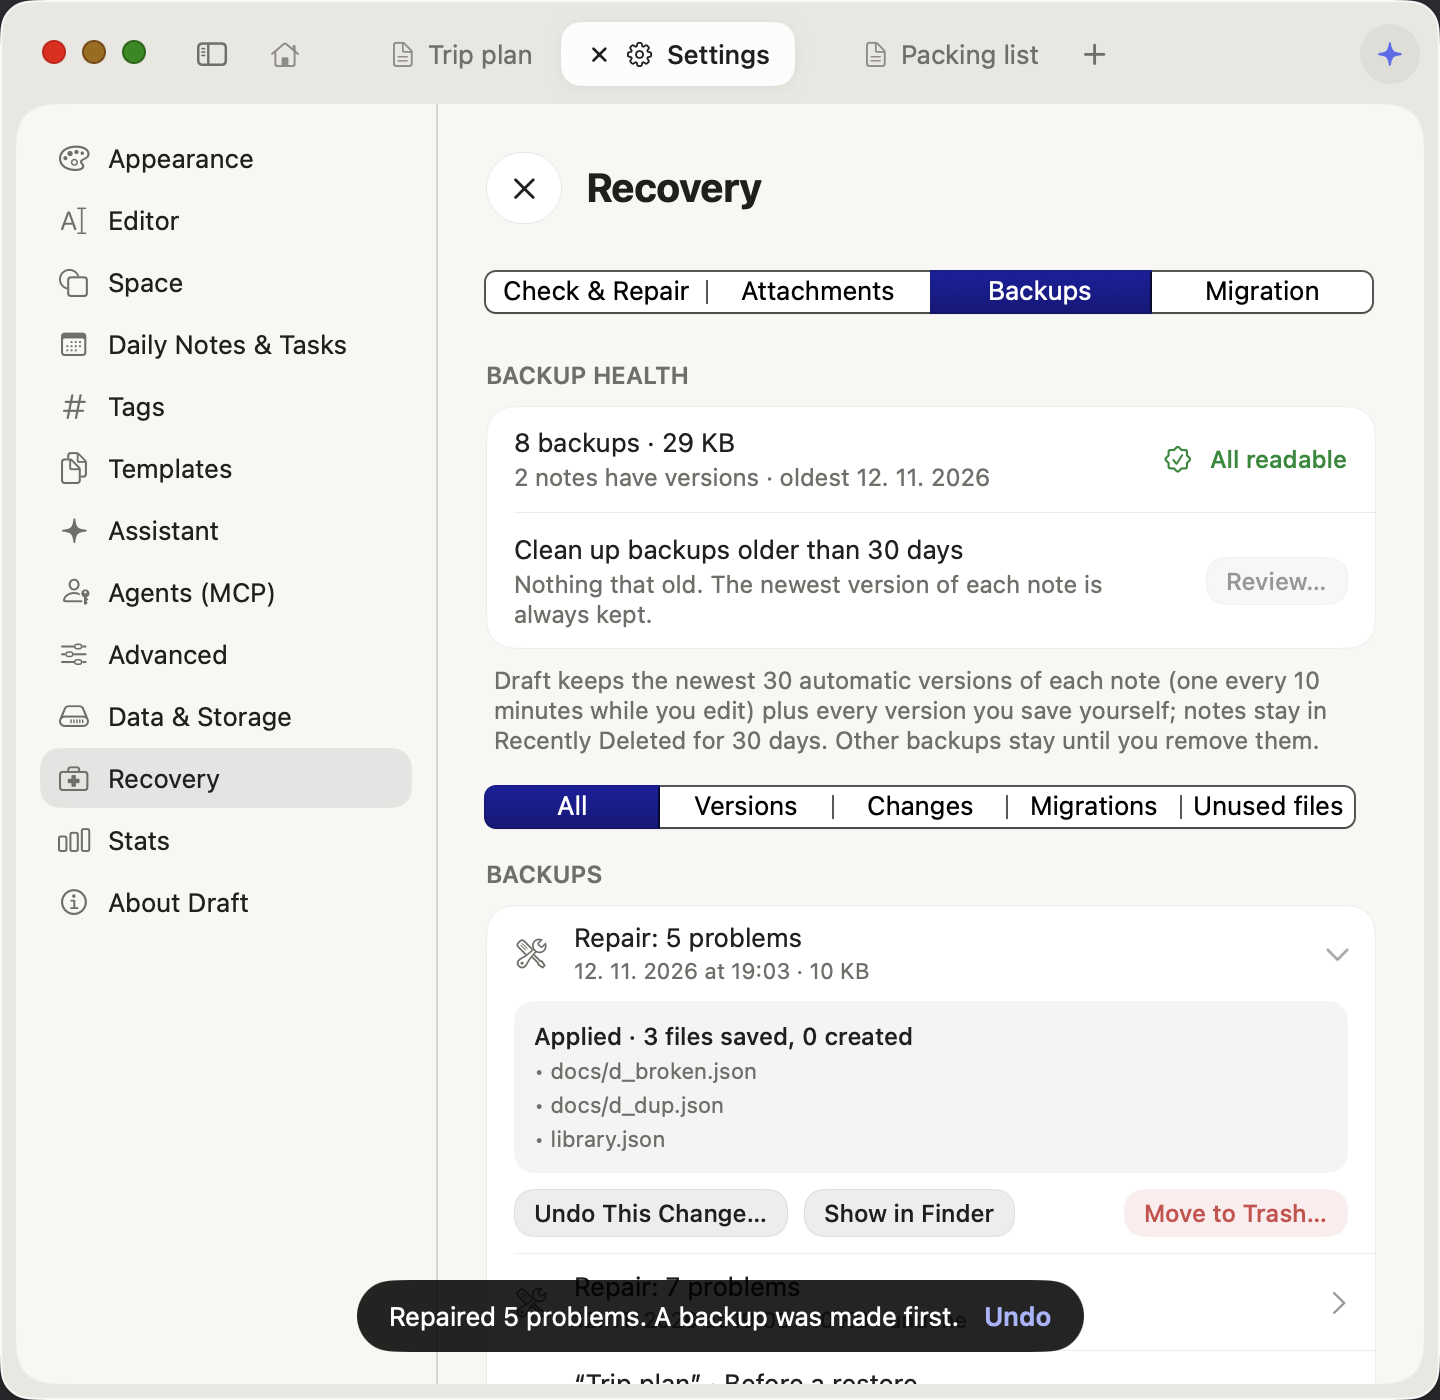 Trip plan
Settings
Packing list
Appearance
Editor
Space
Daily Notes & Tasks
Tags
Templates
Assistant
Agents (MCP)
Advanced
Data & Storage
Recovery
Stats
About Draft
Recovery
Check & Repair
Attachments
Backups
Migration
BACKUP HEALTH
8 backups · 29 KB
2 notes have versions · oldest 12. 11. 2026
All readable
Clean up backups older than 30 days
Nothing that old. The newest version of each note is
always kept.
Review...
Draft keeps the newest 30 automatic versions of each note (one every 10
minutes while you edit) plus every version you save yourself; notes stay in
Recently Deleted for 30 days. Other backups stay until you remove them.
All
Versions
Changes
Migrations
Unused files
BACKUPS
Repair: 5 problems
12. 11. 2026 at 19:03 · 10 KB
Applied · 3 files saved, 0 created
• docs/d_broken.json
• docs/d_dup.json
• library.json
Undo This Change...
Show in Finder
Move to Trash...
Repair: 7 problems
Repaired 5 problems. A backup was made first.
Undo
“Trip plan” · Before a restore